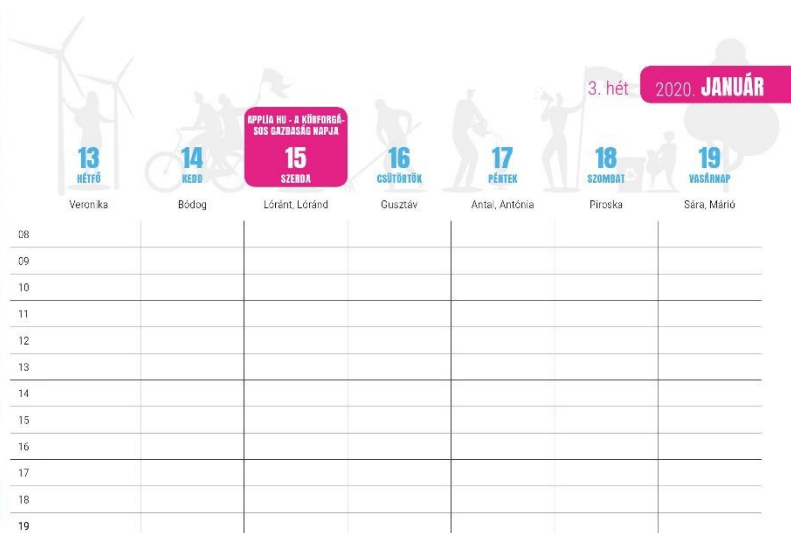 3. hét 2020. JANUÁR
APPLIA HU - A KÖRFORGÁ-
SOS GAZDASÁG NAPJA
13 14 15 16 17 18 19
HÉTFŐ KEDD SZERDA CSÜTÖRTÖK PÉNTEK SZOMBAT VASÁRNAP
Veronika Bódog Lóránt, Lóránd Gusztáv Antal, Antónia Piroska Sára, Márió
08
09
10
11
12
13
14
15
16
17
18
19